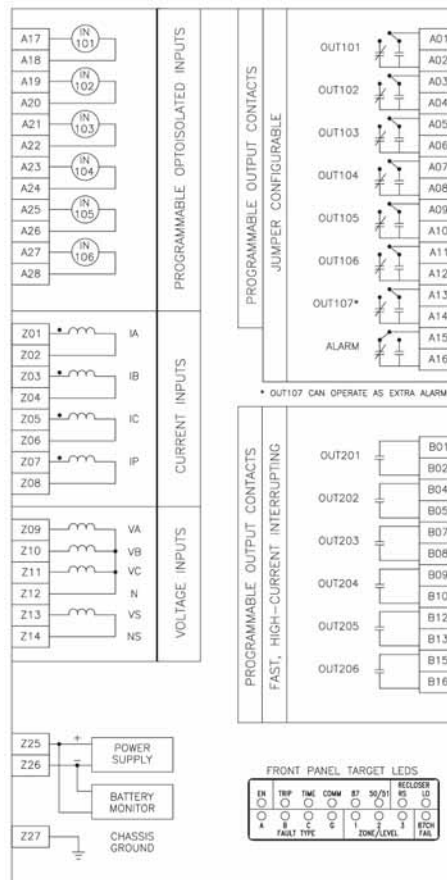 A17
IN
101
A18
A19
IN
102
A20
A21
IN
103
A22
A23
IN
104
A24
A25
IN
105
A26
A27
IN
106
A28
PROGRAMMABLE OPTOISOLATED INPUTS
Z01
IA
Z02
Z03
IB
Z04
Z05
IC
Z06
Z07
IP
Z08
CURRENT INPUTS
Z09
VA
Z10
VB
Z11
VC
Z12
N
Z13
VS
Z14
NS
VOLTAGE INPUTS
Z25
+
POWER
SUPPLY
Z26
−
BATTERY
MONITOR
Z27
CHASSIS
GROUND
PROGRAMMABLE OUTPUT CONTACTS
JUMPER CONFIGURABLE
OUT101
A01
A02
OUT102
A03
A04
OUT103
A05
A06
OUT104
A07
A08
OUT105
A09
A10
OUT106
A11
A12
OUT107*
A13
A14
ALARM
A15
A16
* OUT107 CAN OPERATE AS EXTRA ALARM
PROGRAMMABLE OUTPUT CONTACTS
FAST, HIGH-CURRENT INTERRUPTING
OUT201
B01
B02
OUT202
B04
B05
OUT203
B07
B08
OUT204
B09
B10
OUT205
B12
B13
OUT206
B15
B16
FRONT PANEL TARGET LEDS
RECLOSER
EN TRIP TIME COMM 87 50/51 RS LO
A B C G 1 2 3 87CH
FAULT TYPE ZONE/LEVEL FAIL